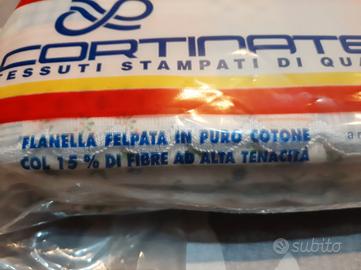 CORTINATE
TESSUTI STAMPATI DI QUA
FLANELLA FELPATA IN PURO COTONE
COL 15% DI FIBRE AD ALTA TENACITÀ
subito